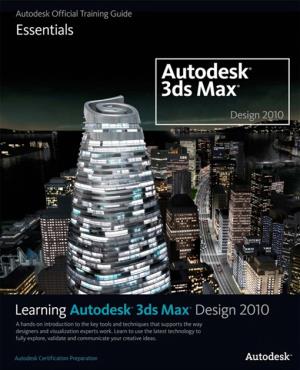 Autodesk Official Training Guide
Essentials
Autodesk®
3ds Max®
Design 2010
Learning Autodesk® 3ds Max® Design 2010
A hands on introduction to the key tools and techniques that supports the way
designers and visualization experts work. Learn to use the latest technology to
fully explore, validate and communicate your creative ideas.
Autodesk Certification Preparation
Autodesk®